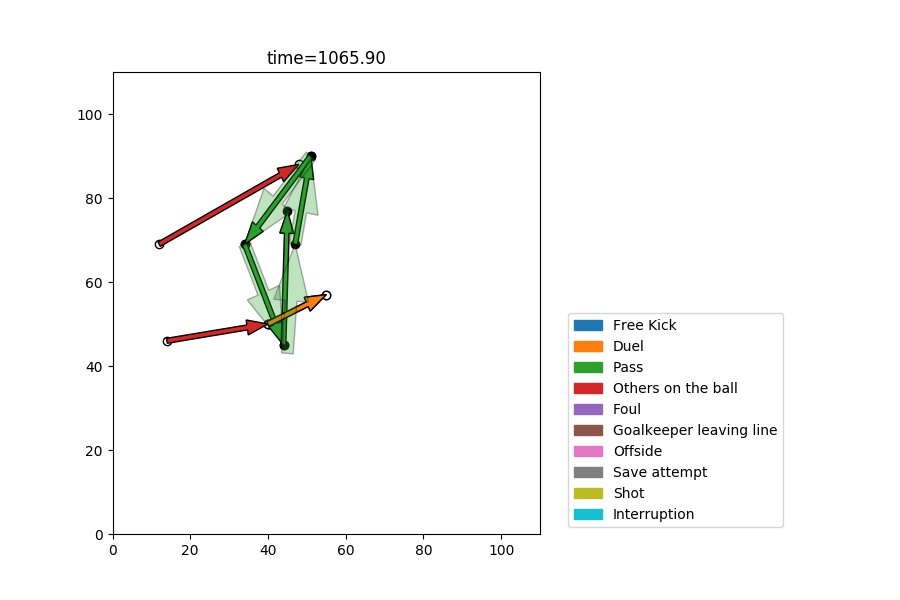 time=1065.90
100
80
60
40
20
0
0 20 40 60 80 100
Free Kick
Duel
Pass
Others on the ball
Foul
Goalkeeper leaving line
Offside
Save attempt
Shot
Interruption